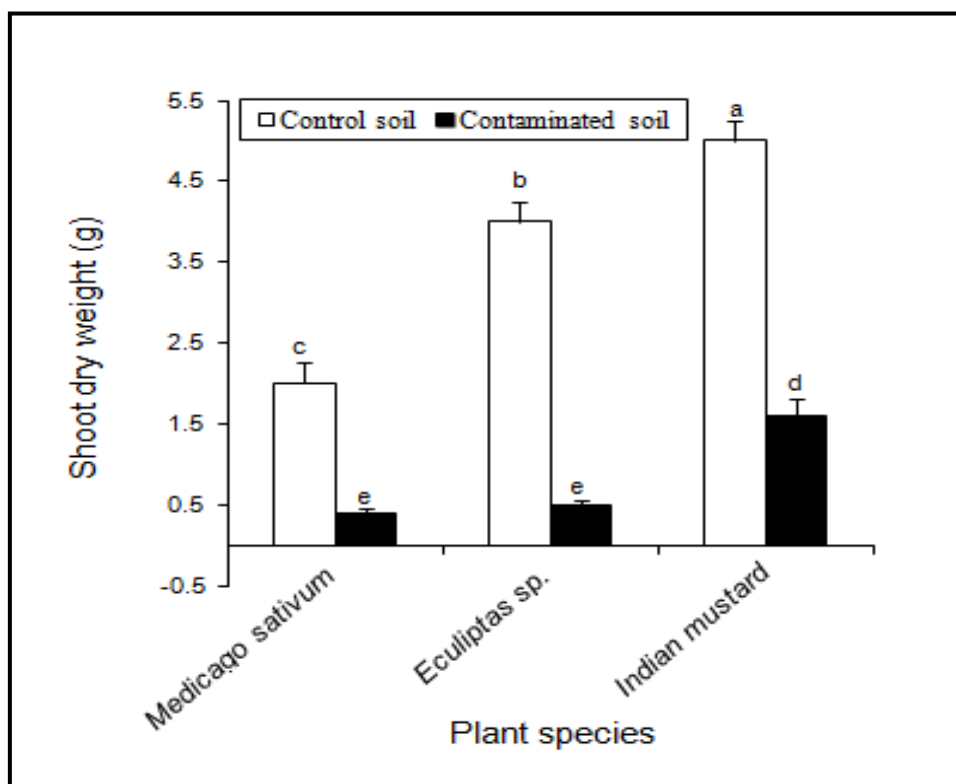 Control soil Contaminated soil
5.5
4.5
3.5
2.5
1.5
0.5
-0.5
Shoot dry weight (g)
a
b
c
d
e
e
Medicago sativum
Eculiptas sp.
Indian mustard
Plant species